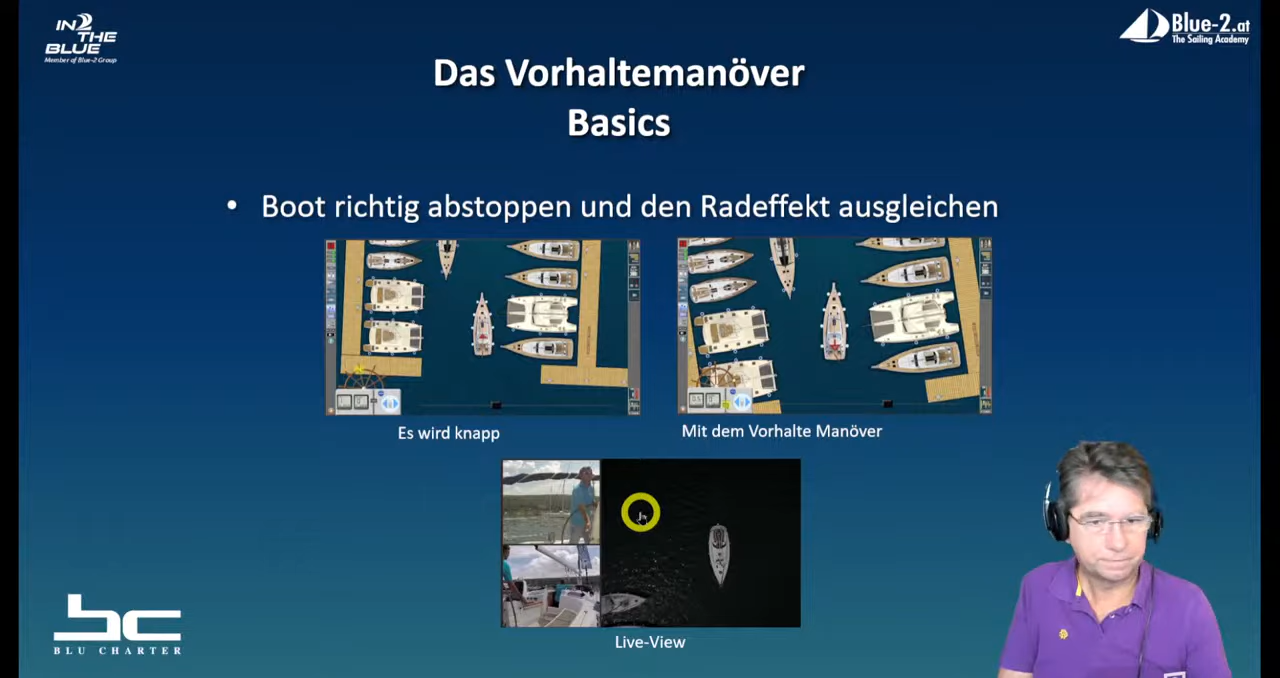 IN2
THE
BLUE
Member of Blue-2 Group
Blue-2.at
The Sailing Academy
Das Vorhaltemanöver
Basics
• Boot richtig abstoppen und den Radeffekt ausgleichen
Es wird knapp
Mit dem Vorhalte Manöver
Live-View
bc
BLU CHARTER